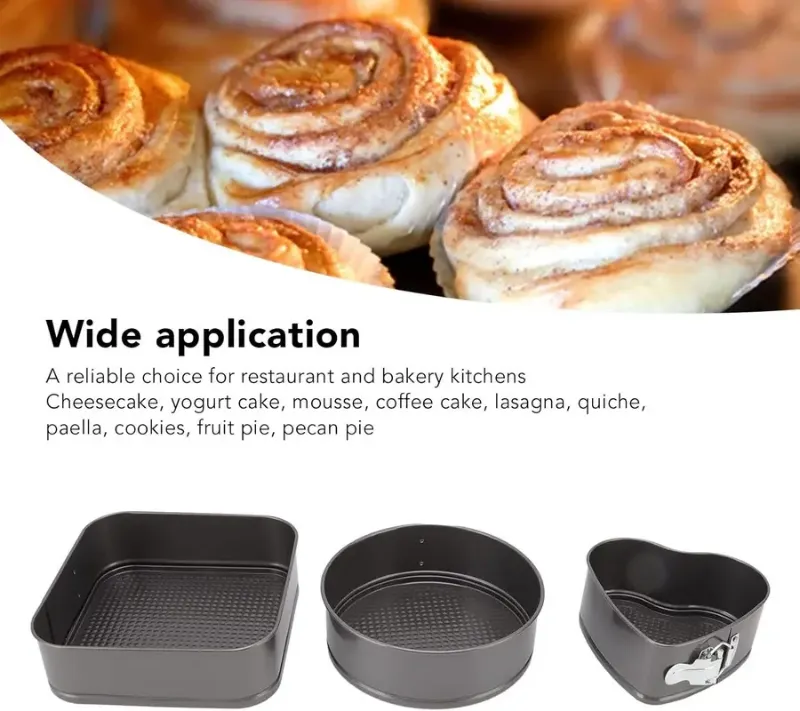 Wide application
A reliable choice for restaurant and bakery kitchens
Cheesecake, yogurt cake, mousse, coffee cake, lasagna, quiche,
paella, cookies, fruit pie, pecan pie